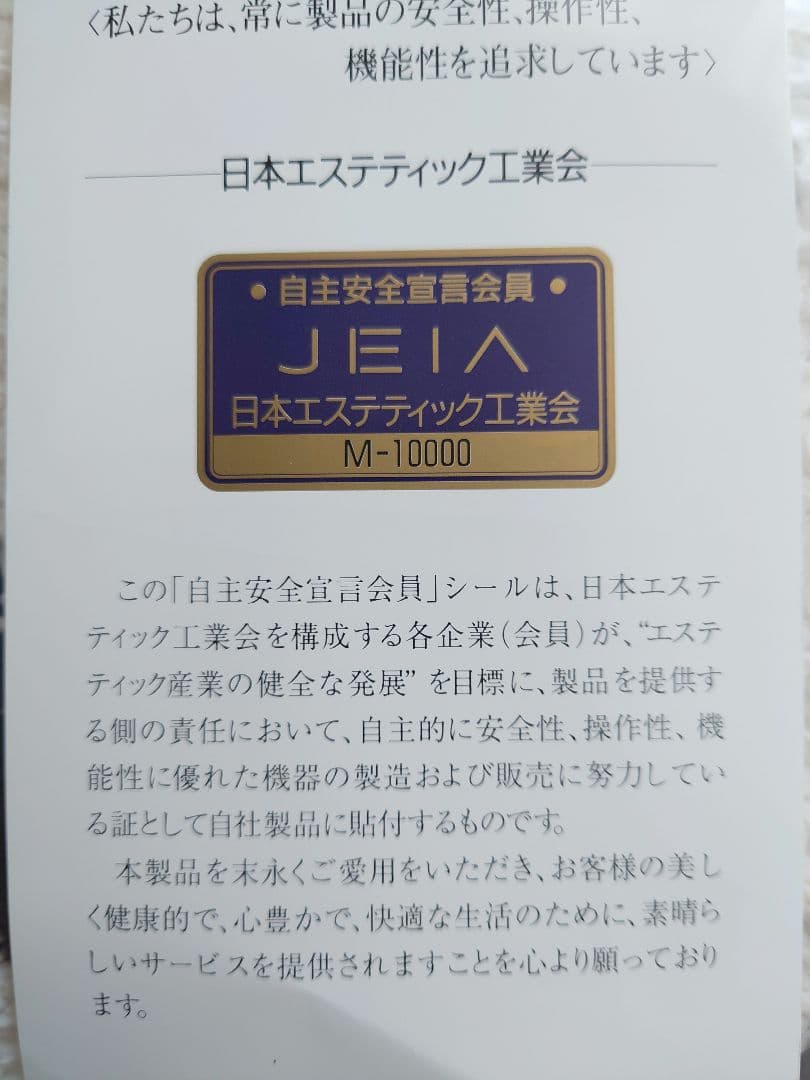 〈私たちは、常に製品の安全性、操作性、
機能性を追求しています〉
日本エステティック工業会
・自主安全宣言会員・
JEIA
日本エステティック工業会
M-10000
この「自主安全宣言会員」シールは、日本エステ
ティック工業会を構成する各企業(会員)が、“エステ
ティック産業の健全な発展”を目標に、製品を提供す
る側の責任において、自主的に安全性、操作性、機
能性に優れた機器の製造および販売に努力してい
る証として自社製品に貼付するものです。
本製品を末永くご愛用をいただき、お客様の美し
く健康的で、心豊かで、快適な生活のために、素晴ら
しいサービスを提供されますことを心より願っており
ます。